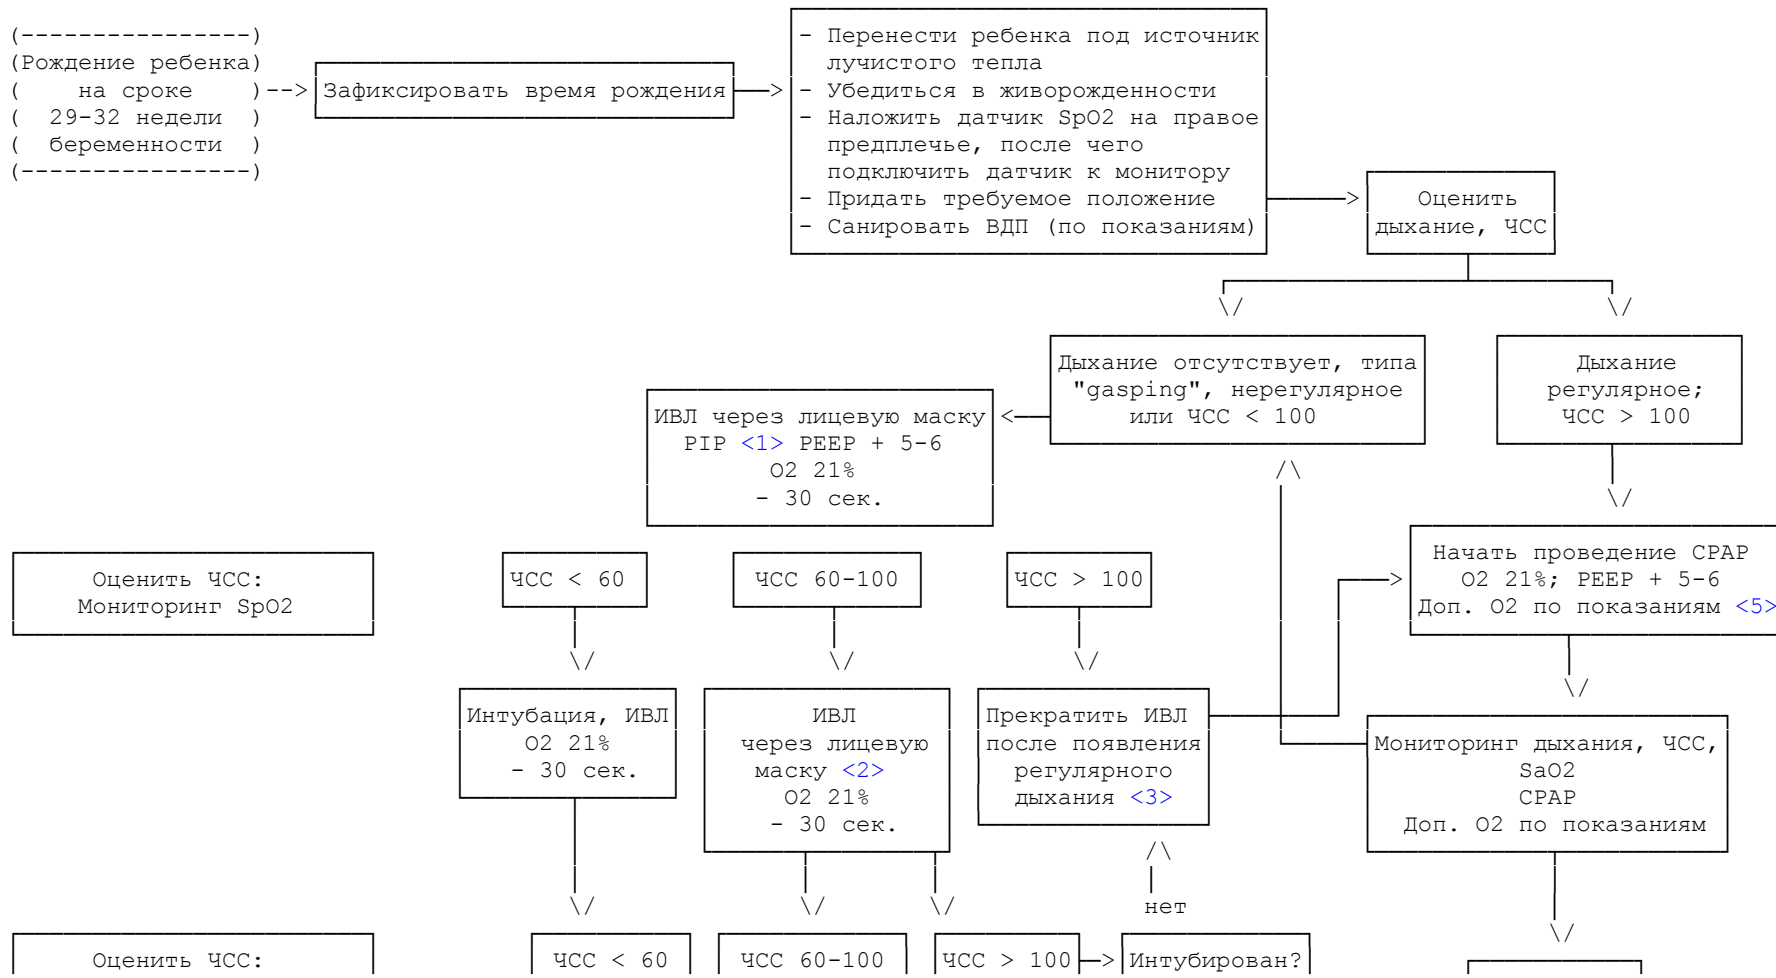 Рождение ребенка
на сроке
29-32 недели
беременности
Зафиксировать время рождения
- Перенести ребенка под источник
лучистого тепла
- Убедиться в живорожденности
- Наложить датчик SpO2 на правое
предплечье, после чего
подключить датчик к монитору
- Придать требуемое положение
- Санировать ВДП (по показаниям)
Оценить
дыхание, ЧСС
Дыхание отсутствует, типа
"gasping", нерегулярное
или ЧСС < 100
Дыхание
регулярное;
ЧСС > 100
ИВЛ через лицевую маску
PIP <1> PEEP + 5-6
O2 21%
- 30 сек.
Оценить ЧСС:
Мониторинг SpO2
ЧСС < 60
ЧСС 60-100
ЧСС > 100
Начать проведение CPAP
O2 21%; PEEP + 5-6
Доп. O2 по показаниям <5>
Интубация, ИВЛ
O2 21%
- 30 сек.
ИВЛ
через лицевую
маску <2>
O2 21%
- 30 сек.
Прекратить ИВЛ
после появления
регулярного
дыхания <3>
Мониторинг дыхания, ЧСС,
SaO2
CPAP
Доп. O2 по показаниям
нет
Оценить ЧСС:
ЧСС < 60
ЧСС 60-100
ЧСС > 100
Интубирован?